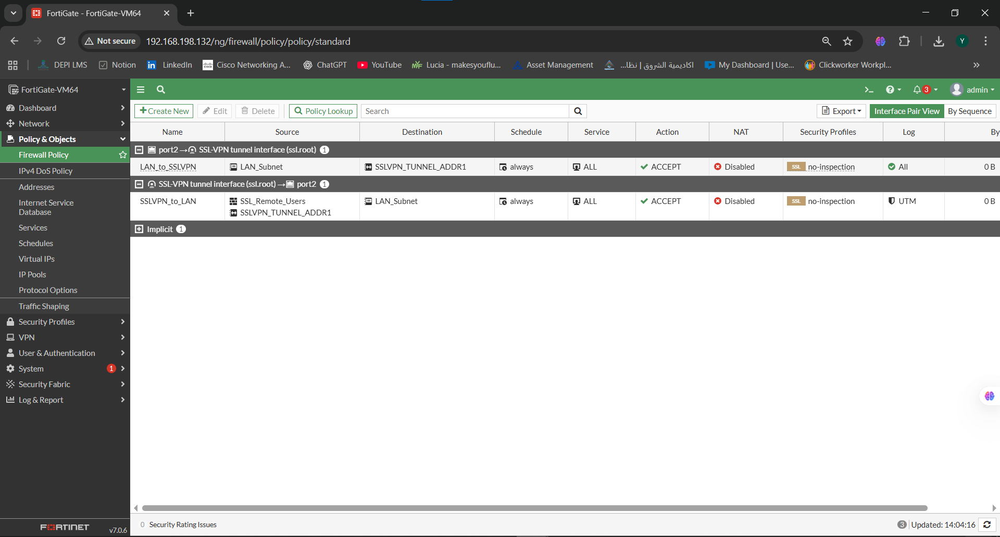 FortiGate - FortiGate-VM64
Not secure 192.168.198.132/ng/firewall/policy/policy/standard Y
DEPI LMS Notion LinkedIn Cisco Networking A... ChatGPT YouTube Lucia - makesyouflu... Asset Management اكاديمية الشروق | نظا... My Dashboard | Use... Clickworker Workpl... »
FortiGate-VM64
3 admin
Dashboard
Network
Policy & Objects
Firewall Policy
IPv4 DoS Policy
Addresses
Internet Service
Database
Services
Schedules
Virtual IPs
IP Pools
Protocol Options
Traffic Shaping
Security Profiles
VPN
User & Authentication
System 1
Security Fabric
Log & Report
FORTINET v7.0.6
Create New Edit Delete Policy Lookup Search Export Interface Pair View By Sequence
Name Source Destination Schedule Service Action NAT Security Profiles Log By
port2 → SSL-VPN tunnel interface (ssl.root) 1
LAN_to_SSLVPN LAN_Subnet SSLVPN_TUNNEL_ADDR1 always ALL ACCEPT Disabled SSL no-inspection All 0 B
SSL-VPN tunnel interface (ssl.root) → port2 1
SSLVPN_to_LAN SSL_Remote_Users LAN_Subnet always ALL ACCEPT Disabled SSL no-inspection UTM 0 B
SSLVPN_TUNNEL_ADDR1
Implicit 1
0 Security Rating Issues 3 Updated: 14:04:16